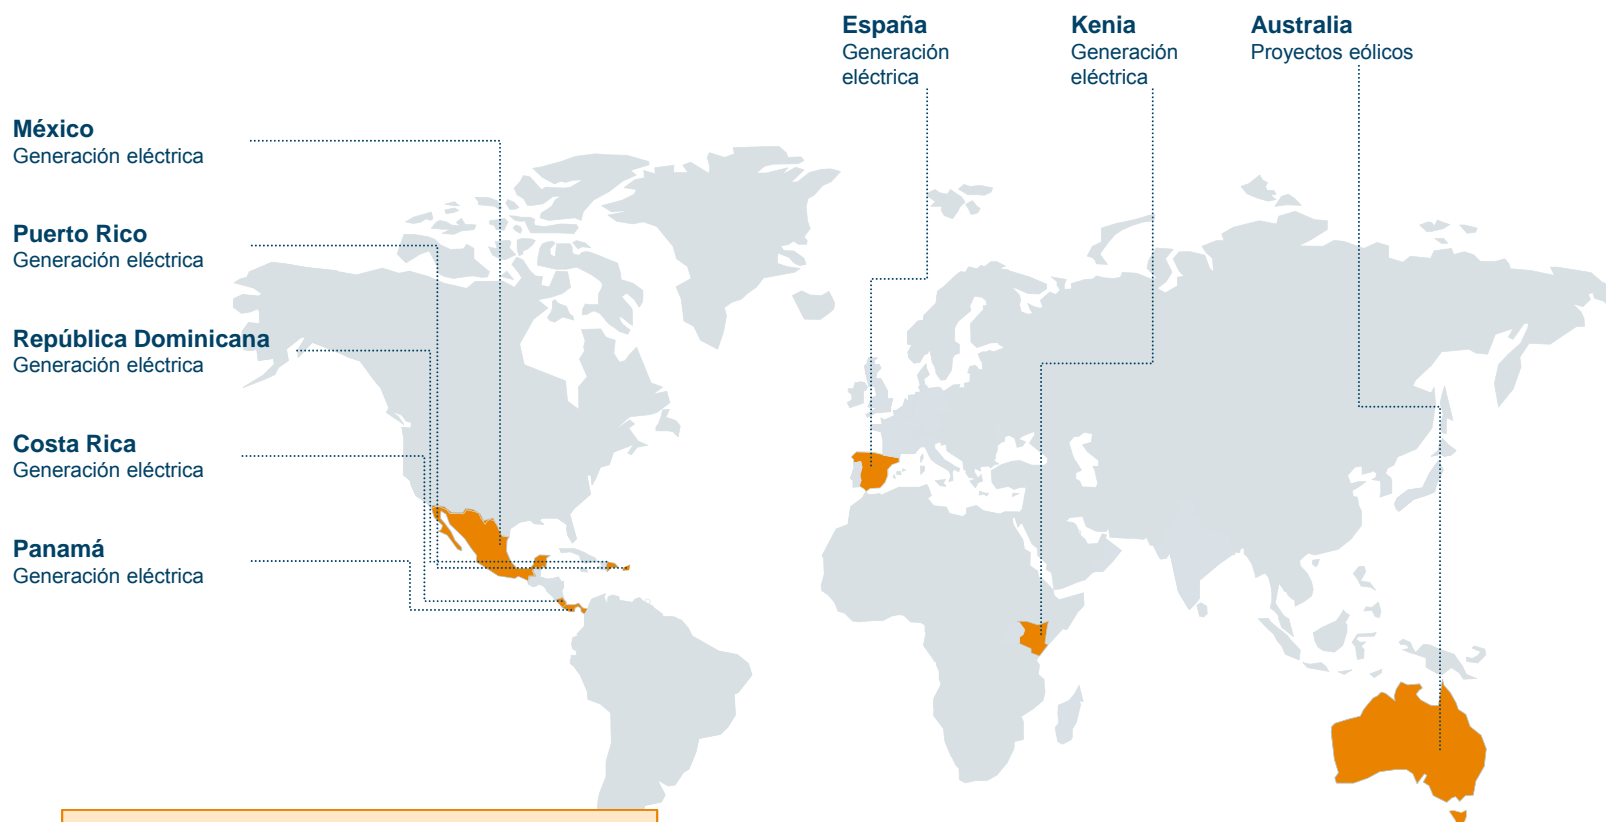 España
Generación
eléctrica
Kenia
Generación
eléctrica
Australia
Proyectos eólicos
México
Generación eléctrica
Puerto Rico
Generación eléctrica
República Dominicana
Generación eléctrica
Costa Rica
Generación eléctrica
Panamá
Generación eléctrica